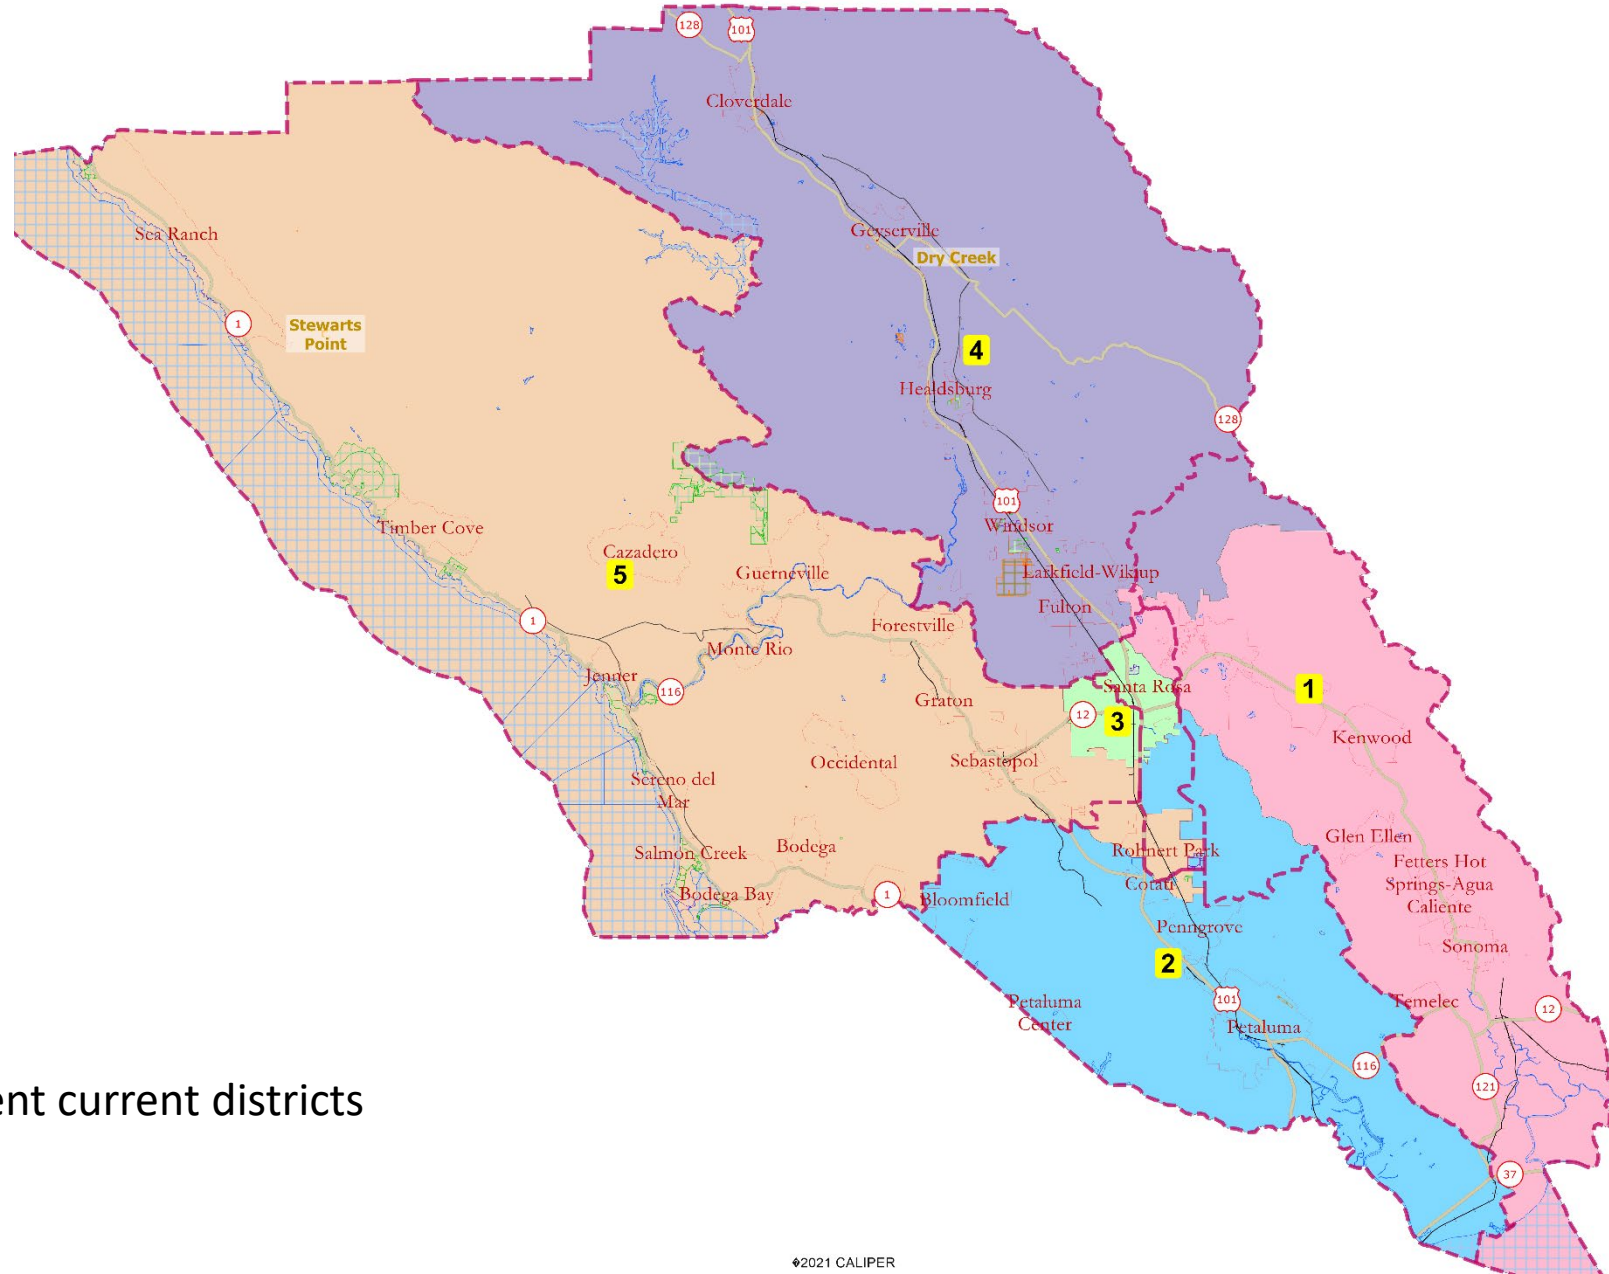 128
101
Cloverdale
Sea Ranch
Geyserville
Dry Creek
1
Stewarts
Point
4
Healdsburg
128
101
Windsor
Timber Cove
Cazadero
5
Guerneville
Larkfield-Wikiup
Fulton
1
Forestville
Monte Rio
Jenner
116
Graton
Santa Rosa
12
3
1
Kenwood
Occidental
Sebastopol
Sereno del
Mar
Salmon Creek
Bodega
Rohnert Park
Glen Ellen
Fetters Hot
Springs-Agua
Caliente
Cotati
Bodega Bay
1
Bloomfield
Penngrove
Sonoma
2
101
Petaluma
Center
Petaluma
Temelec
12
116
121
ent current districts
37
�2021 CALIPER